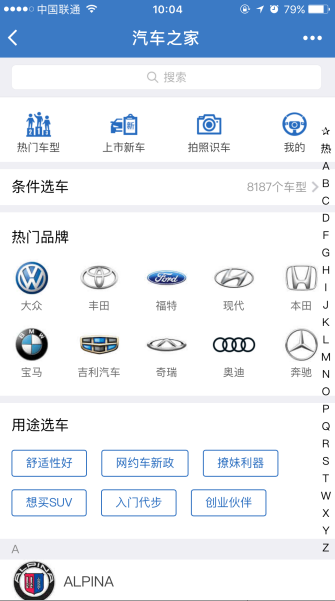 中国联通 10:04 79%
汽车之家
搜索
热门车型 上市新车 拍照识车 我的
条件选车 8187个车型
热门品牌
大众 丰田 福特 现代 本田
宝马 吉利汽车 奇瑞 奥迪 奔驰
用途选车
舒适性好 网约车新政 撩妹利器
想买SUV 入门代步 创业伙伴
A
ALPINA
热
A
B
C
D
F
G
H
I
J
K
L
M
N
O
P
Q
R
S
T
W
X
Y
Z